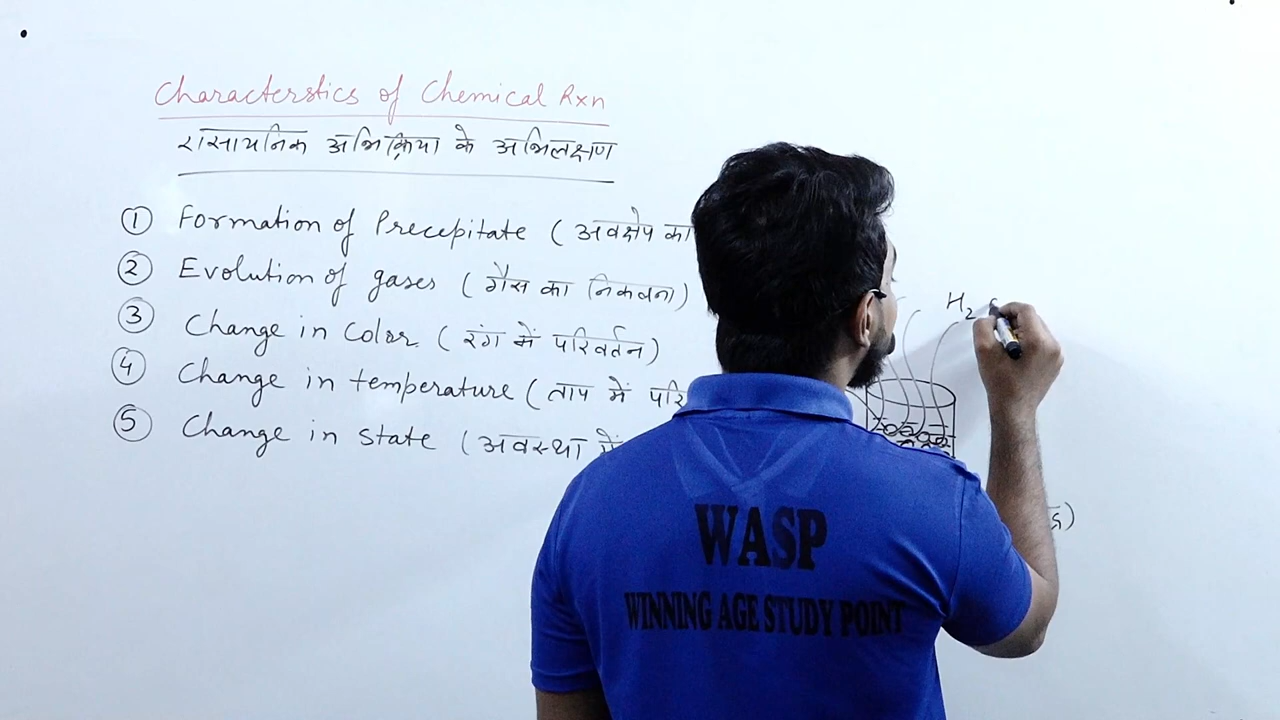 Characterstics of Chemical Rxn
रासायनिक अभिक्रिया के अभिलक्षण
① Formation of Precepitate ( अवक्षेप का
② Evolution of gases ( गैस का निकलना)
③ Change in Color ( रंग में परिवर्तन)
④ Change in temperature ( ताप में परि
⑤ Change in state ( अवस्था में
H₂
WASP
WINNING AGE STUDY POINT